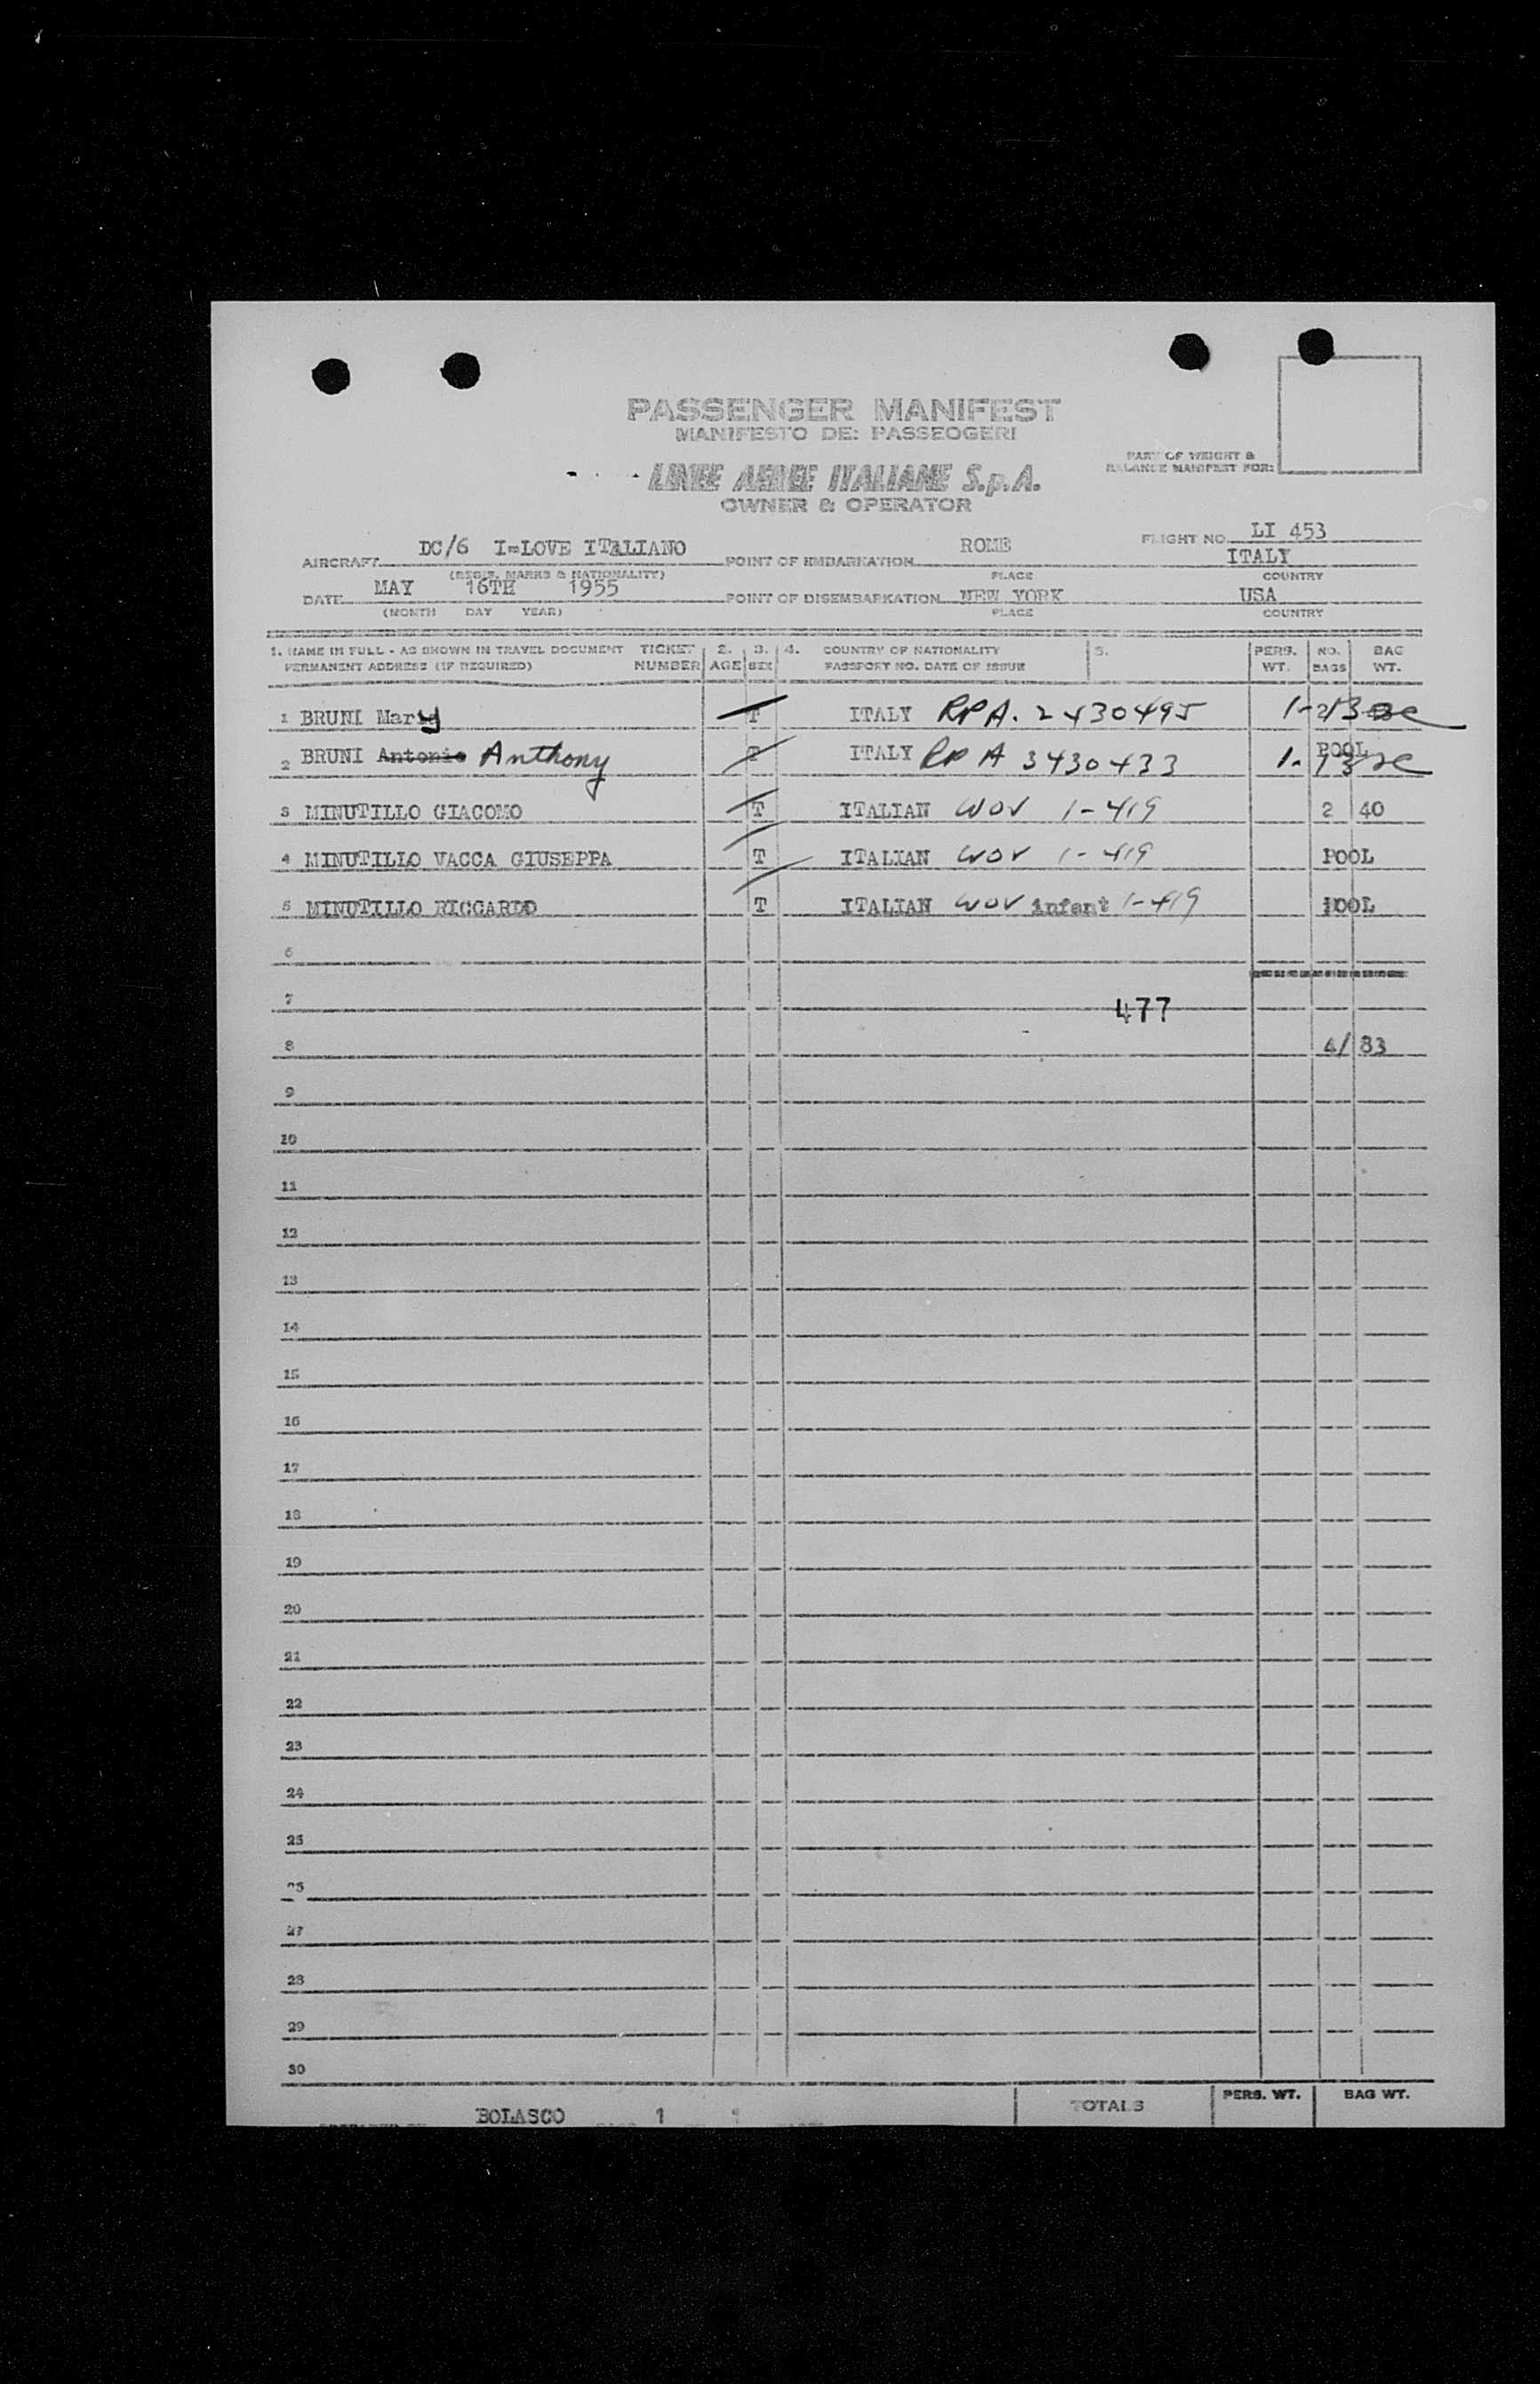 PASSENGER MANIFEST
MANIFESTO DE: PASSEOGERI
PART OF WEIGHT &
BALANCE MANIFEST FOR:
LINEE AEREE ITALIANE S.p.A.
OWNER & OPERATOR
AIRCRAFT DC/6 I=LOVE ITALIANO POINT OF EMBARKATION ROME FLIGHT NO. LI 453
ITALY
(REGIS. MARKS & NATIONALITY) PLACE COUNTRY
DATE MAY 16TH 1955 POINT OF DISEMBARKATION NEW YORK USA
(MONTH DAY YEAR) PLACE COUNTRY
1. NAME IN FULL - AS SHOWN IN TRAVEL DOCUMENT TICKET 2. 3. 4. COUNTRY OF NATIONALITY 5. PERS. NO. BAG
PERMANENT ADDRESS (IF REQUIRED) NUMBER AGE SEX PASSPORT NO. DATE OF ISSUE WT. BAGS WT.
1 BRUNI Mary T ITALY RPA. 2430495
2 BRUNI Antonio Anthony T ITALY RP A 3430433 POOL
3 MINUTILLO GIACOMO T ITALIAN WOV 1-419 2 40
4 MINUTILLO VACCA GIUSEPPA T ITALIAN WOV 1-419 POOL
5 MINUTILLO RICCARDO T ITALIAN WOV infant 1-419 POOL
6
7 477
8 4/ 83
9
10
11
12
13
14
15
16
17
18
19
20
21
22
23
24
25
27
28
29
30
BOLASCO 1 1 TOTALS PERS. WT. BAG WT.